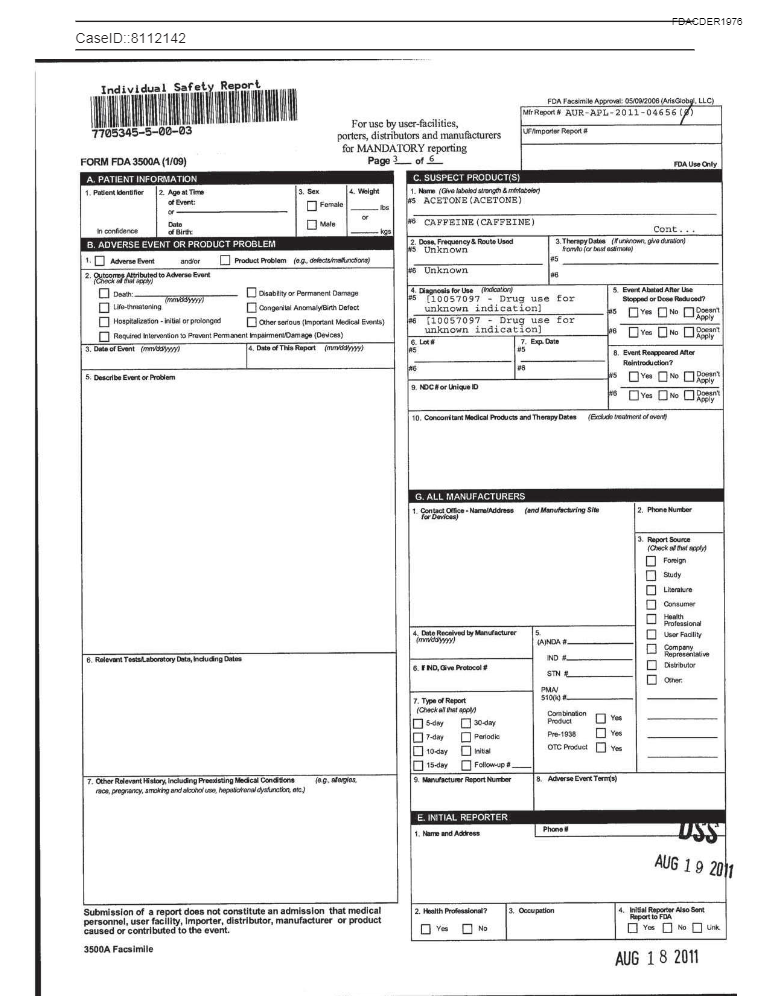 FDACDER1976
CaseID::8112142
Individual Safety Report
7705345-5-00-03
For use by user-facilities,
porters, distributors and manufacturers
for MANDATORY reporting
Page 3 of 6
FORM FDA 3500A (1/09)
FDA Facsimile Approval: 05/09/2006 (ArisGlobal, LLC)
Mfr Report # AUR-APL-2011-04656(0)
UF/Importer Report #
FDA Use Only
A. PATIENT INFORMATION
1. Patient Identifier
In confidence
2. Age at Time
of Event:
or
Date
of Birth:
3. Sex
Female
Male
4. Weight
lbs
or
kgs
B. ADVERSE EVENT OR PRODUCT PROBLEM
1. Adverse Event and/or Product Problem (e.g., defects/malfunctions)
2. Outcomes Attributed to Adverse Event
(Check all that apply)
Death:
(mm/dd/yyyy)
Life-threatening
Hospitalization - initial or prolonged
Disability or Permanent Damage
Congenital Anomaly/Birth Defect
Other serious (Important Medical Events)
Required Intervention to Prevent Permanent Impairment/Damage (Devices)
3. Date of Event (mm/dd/yyyy)
4. Date of This Report (mm/dd/yyyy)
5. Describe Event or Problem
6. Relevant Tests/Laboratory Data, Including Dates
7. Other Relevant History, Including Preexisting Medical Conditions (e.g., allergies,
race, pregnancy, smoking and alcohol use, hepatic/renal dysfunction, etc.)
Submission of a report does not constitute an admission that medical
personnel, user facility, importer, distributor, manufacturer or product
caused or contributed to the event.
3500A Facsimile
C. SUSPECT PRODUCT(S)
1. Name (Give labeled strength & mfr/labeler)
#5 ACETONE(ACETONE)
#6 CAFFEINE(CAFFEINE)
Cont...
2. Dose, Frequency & Route Used
#5 Unknown
#6 Unknown
3. Therapy Dates (If unknown, give duration)
from/to (or best estimate)
#5
#6
4. Diagnosis for Use (Indication)
#5 [10057097 - Drug use for
unknown indication]
#6 [10057097 - Drug use for
unknown indication]
5. Event Abated After Use
Stopped or Dose Reduced?
#5 Yes No Doesn't
Apply
#6 Yes No Doesn't
Apply
6. Lot #
#5
#6
7. Exp. Date
#5
#6
8. Event Reappeared After
Reintroduction?
#5 Yes No Doesn't
Apply
#6 Yes No Doesn't
Apply
9. NDC # or Unique ID
10. Concomitant Medical Products and Therapy Dates (Exclude treatment of event)
G. ALL MANUFACTURERS
1. Contact Office - Name/Address (and Manufacturing Site
for Devices)
2. Phone Number
3. Report Source
(Check all that apply)
Foreign
Study
Literature
Consumer
Health
Professional
User Facility
Company
Representative
Distributor
Other:
4. Date Received by Manufacturer
(mm/dd/yyyy)
5.
(A)NDA #
IND #
STN #
PMA/
510(k) #
Combination
Product Yes
Pre-1938 Yes
OTC Product Yes
6. If IND, Give Protocol #
7. Type of Report
(Check all that apply)
5-day 30-day
7-day Periodic
10-day Initial
15-day Follow-up #
9. Manufacturer Report Number
8. Adverse Event Term(s)
E. INITIAL REPORTER
1. Name and Address
Phone #
DSS
AUG 19 2011
2. Health Professional?
Yes No
3. Occupation
4. Initial Reporter Also Sent
Report to FDA
Yes No Unk.
AUG 18 2011